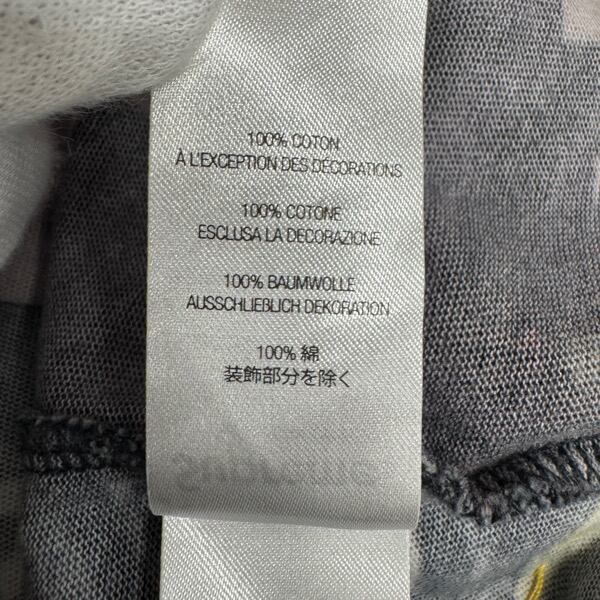 100% COTON
À L'EXCEPTION DES DÉCORATIONS
100% COTONE
ESCLUSA LA DECORAZIONE
100% BAUMWOLLE
AUSSCHLIEßLICH DEKORATION
100% 綿
装飾部分を除く